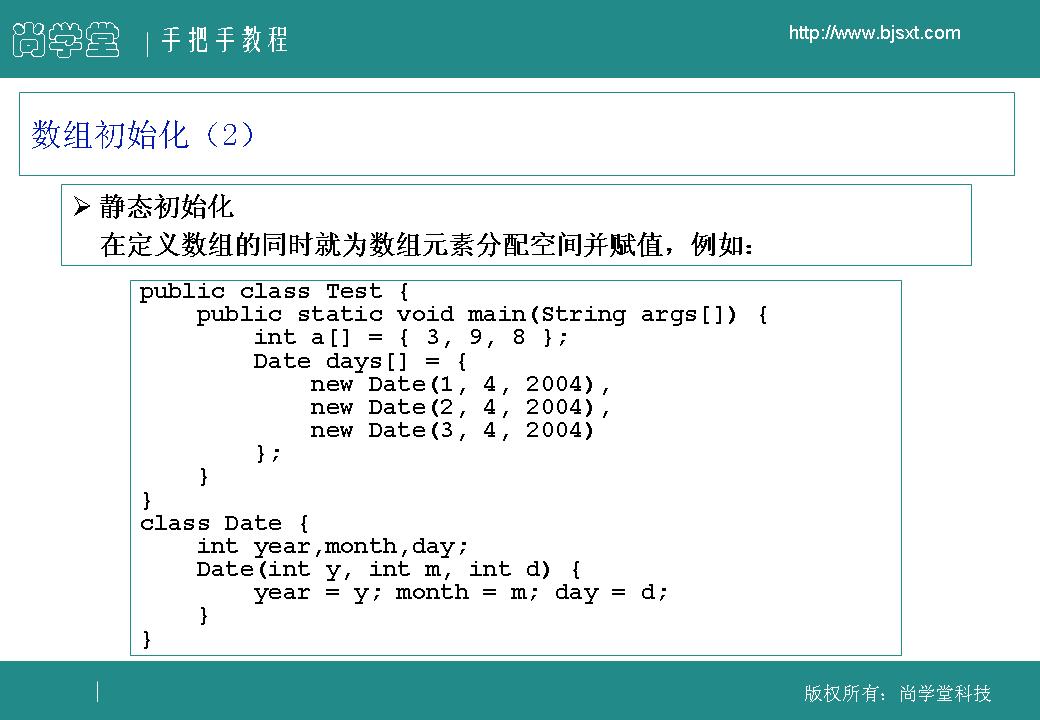 尚学堂 | 手把手教程
http://www.bjsxt.com
数组初始化（2）
➢ 静态初始化
在定义数组的同时就为数组元素分配空间并赋值，例如：
public class Test {
    public static void main(String args[]) {
        int a[] = { 3, 9, 8 };
        Date days[] = {
            new Date(1, 4, 2004),
            new Date(2, 4, 2004),
            new Date(3, 4, 2004)
        };
    }
}
class Date {
    int year,month,day;
    Date(int y, int m, int d) {
        year = y; month = m; day = d;
    }
}
版权所有：尚学堂科技